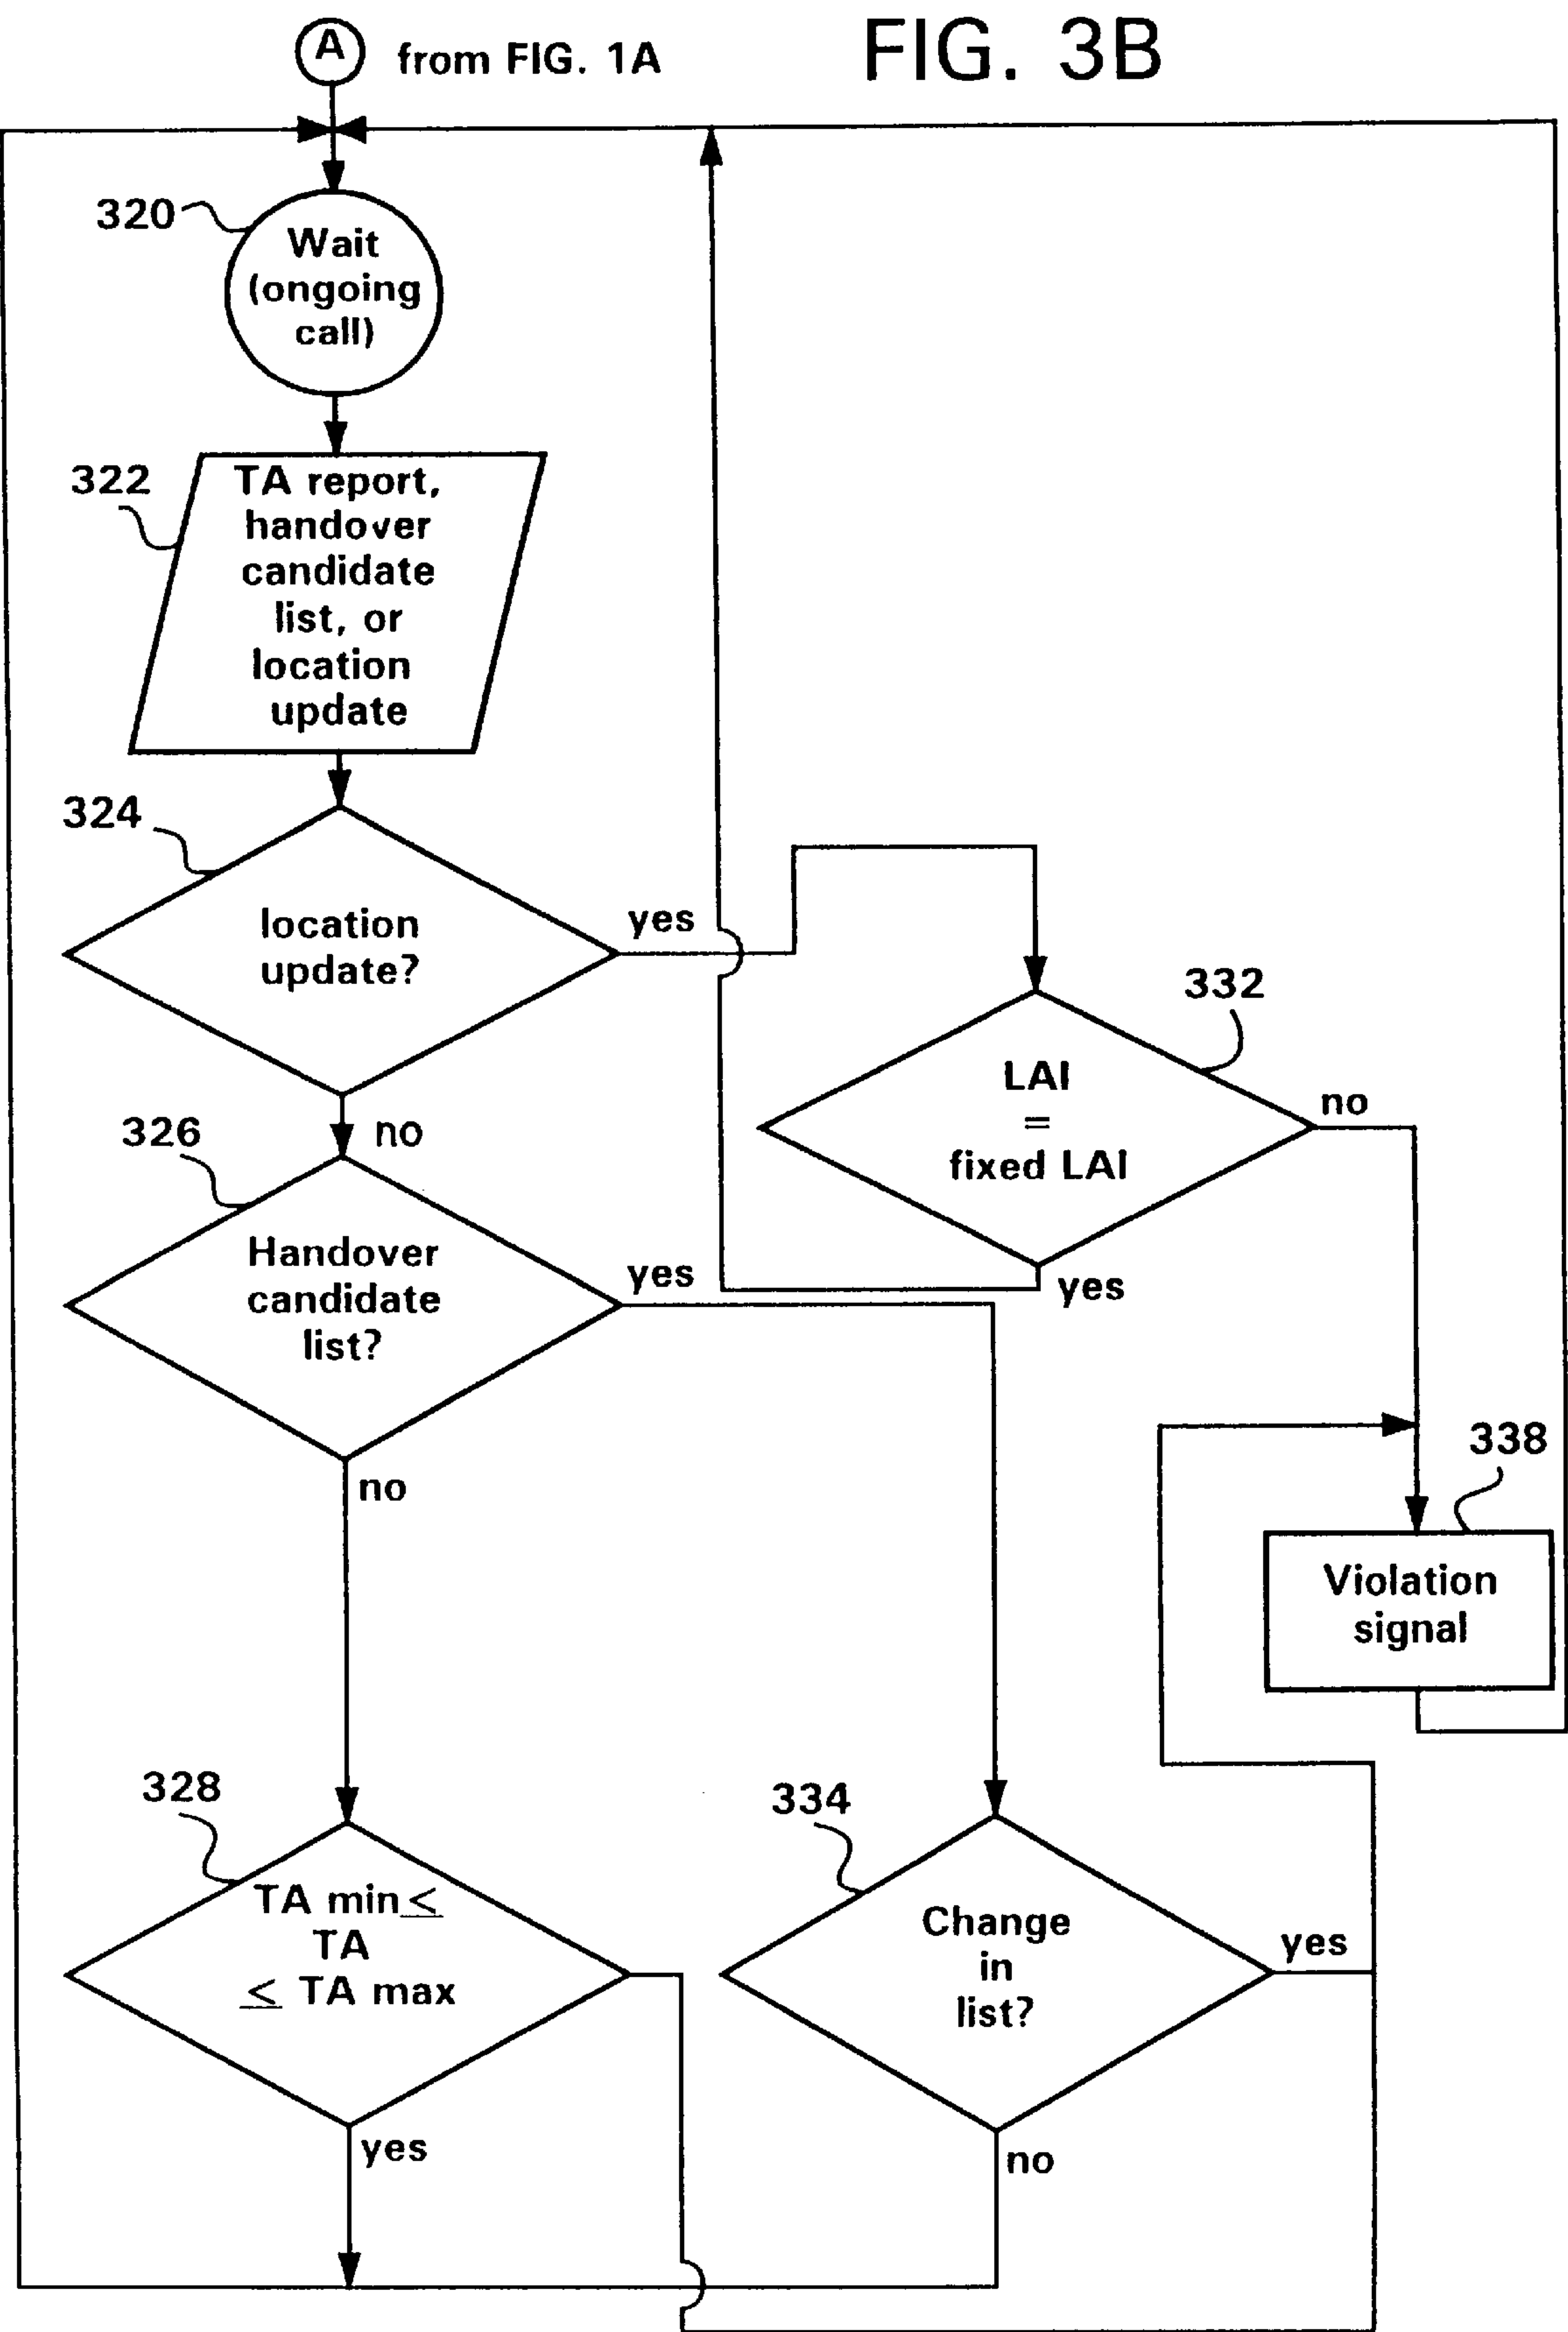 A
from FIG. 1A
FIG. 3B
320
Wait
(ongoing
call)
322
TA report,
handover
candidate
list, or
location
update
324
location
update?
yes
332
LAI
=
fixed LAI
no
yes
no
326
Handover
candidate
list?
yes
no
338
Violation
signal
328
TA min ≤
TA
≤ TA max
yes
334
Change
in
list?
yes
no